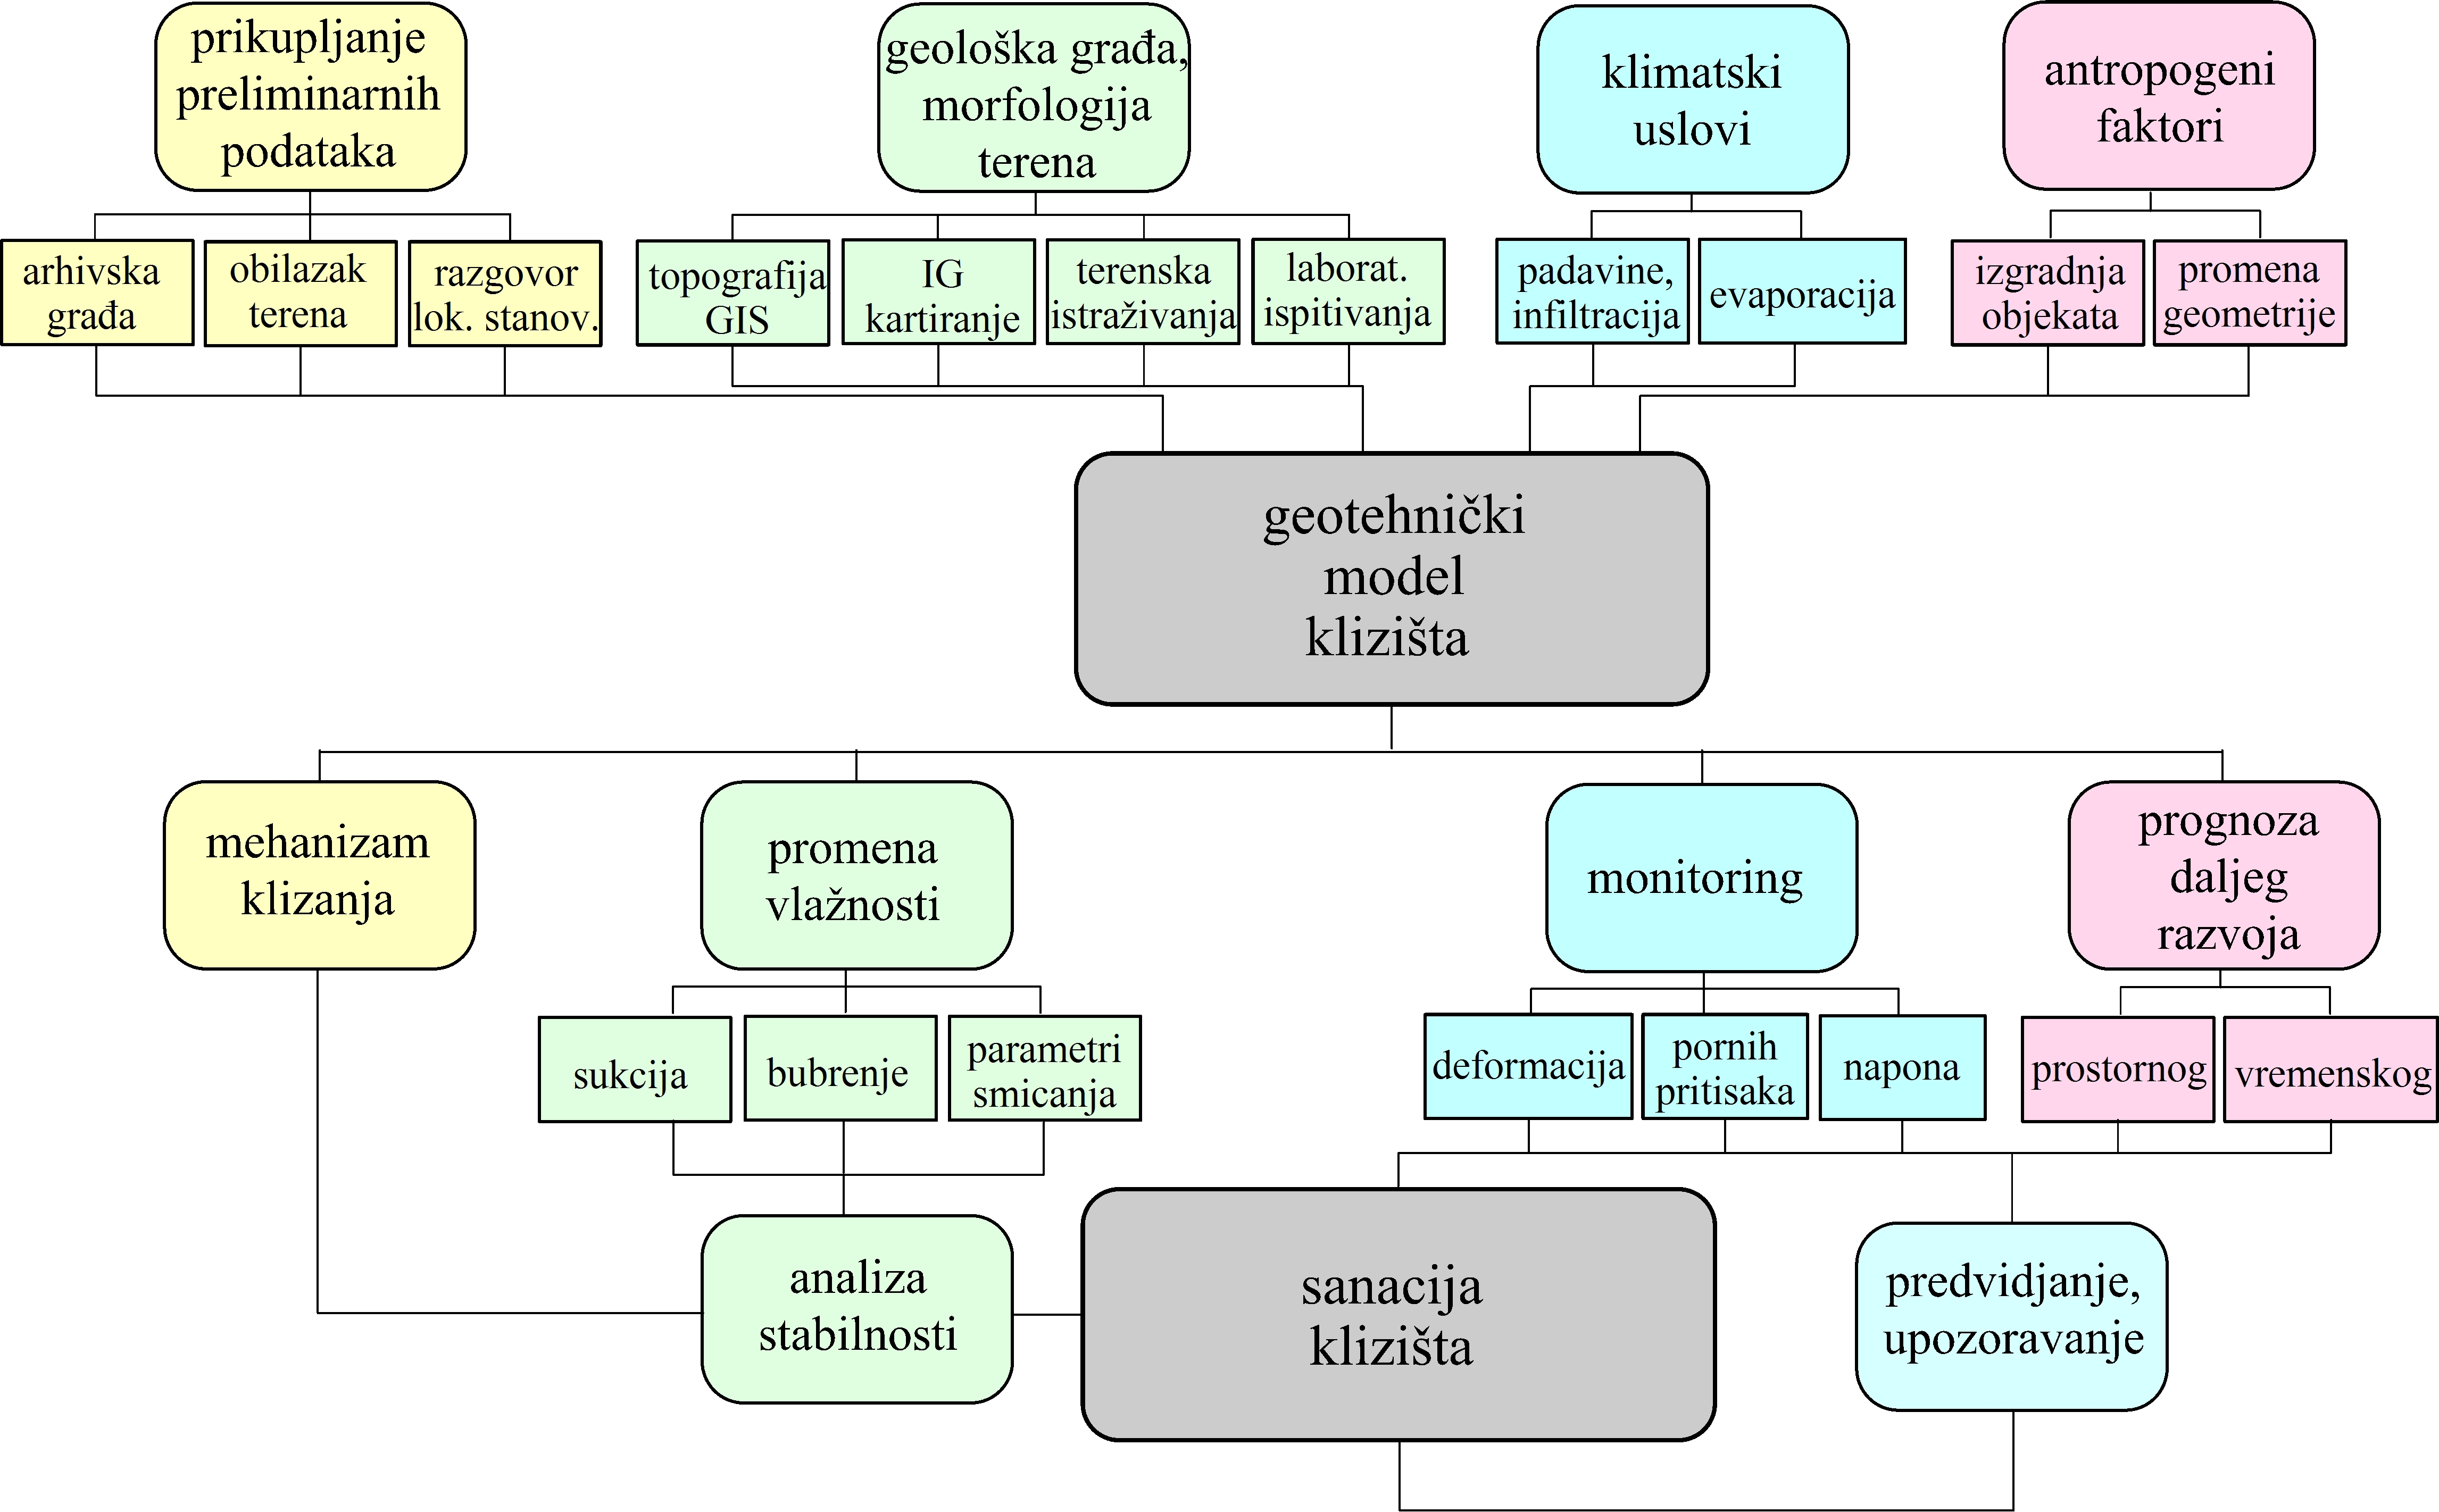 prikupljanje
preliminarnih
podataka
geološka građa,
morfologija
terena
klimatski
uslovi
antropogeni
faktori
arhivska
građa
obilazak
terena
razgovor
lok. stanov.
topografija
GIS
IG
kartiranje
terenska
istraživanja
laborat.
ispitivanja
padavine,
infiltracija
evaporacija
izgradnja
objekata
promena
geometrije
geotehnički
model
klizišta
mehanizam
klizanja
promena
vlažnosti
monitoring
prognoza
daljeg
razvoja
sukcija
bubrenje
parametri
smicanja
deformacija
pornih
pritisaka
napona
prostornog
vremenskog
analiza
stabilnosti
sanacija
klizišta
predvidjanje,
upozoravanje